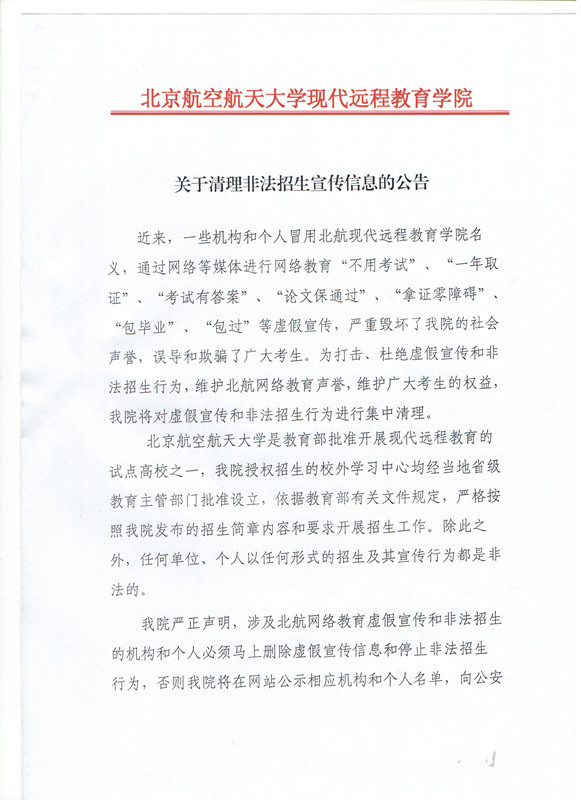 北京航空航天大学现代远程教育学院
关于清理非法招生宣传信息的公告
近来，一些机构和个人冒用北航现代远程教育学院名
义，通过网络等媒体进行网络教育“不用考试”、“一年取
证”、“考试有答案”、“论文保通过”、“拿证零障碍”、
“包毕业”、“包过”等虚假宣传，严重毁坏了我院的社会
声誉，误导和欺骗了广大考生。为打击、杜绝虚假宣传和非
法招生行为，维护北航网络教育声誉，维护广大考生的权益，
我院将对虚假宣传和非法招生行为进行集中清理。
北京航空航天大学是教育部批准开展现代远程教育的
试点高校之一，我院授权招生的校外学习中心均经当地省级
教育主管部门批准设立，依据教育部有关文件规定，严格按
照我院发布的招生简章内容和要求开展招生工作。除此之
外，任何单位、个人以任何形式的招生及其宣传行为都是非
法的。
我院严正声明，涉及北航网络教育虚假宣传和非法招生
的机构和个人必须马上删除虚假宣传信息和停止非法招生
行为，否则我院将在网站公示相应机构和个人名单，向公安